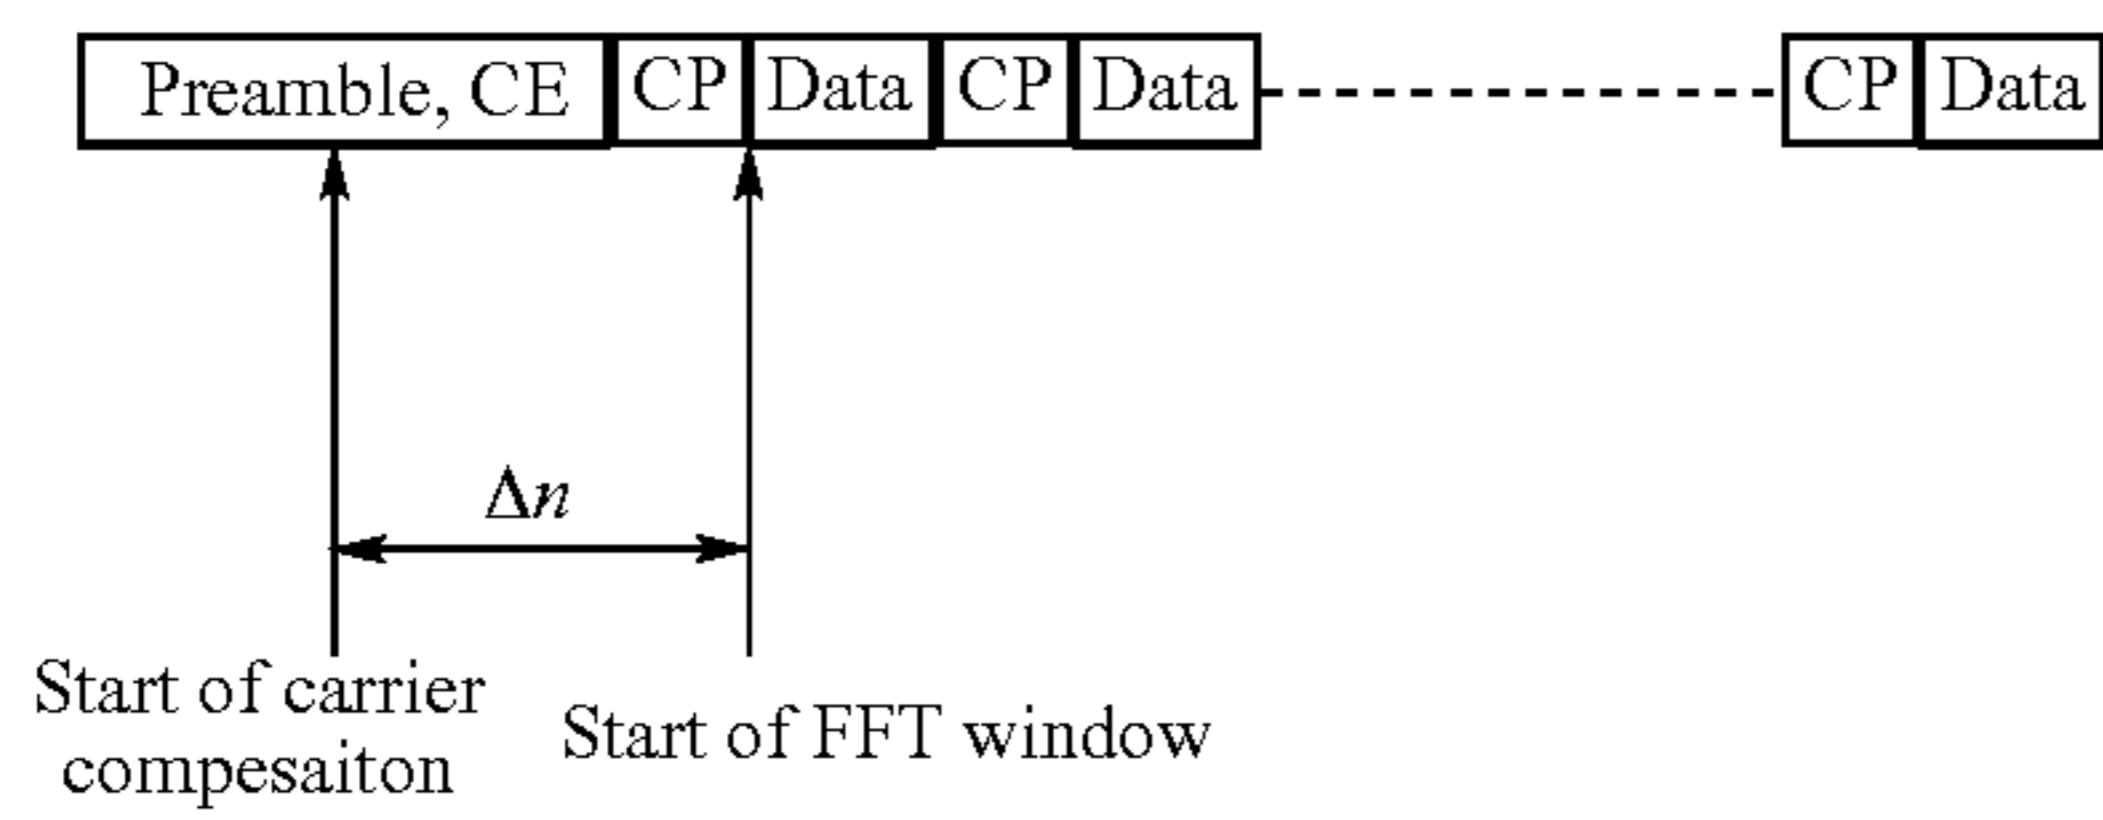 Preamble, CE CP Data CP Data CP Data
Δn
Start of carrier
compesaiton
Start of FFT window